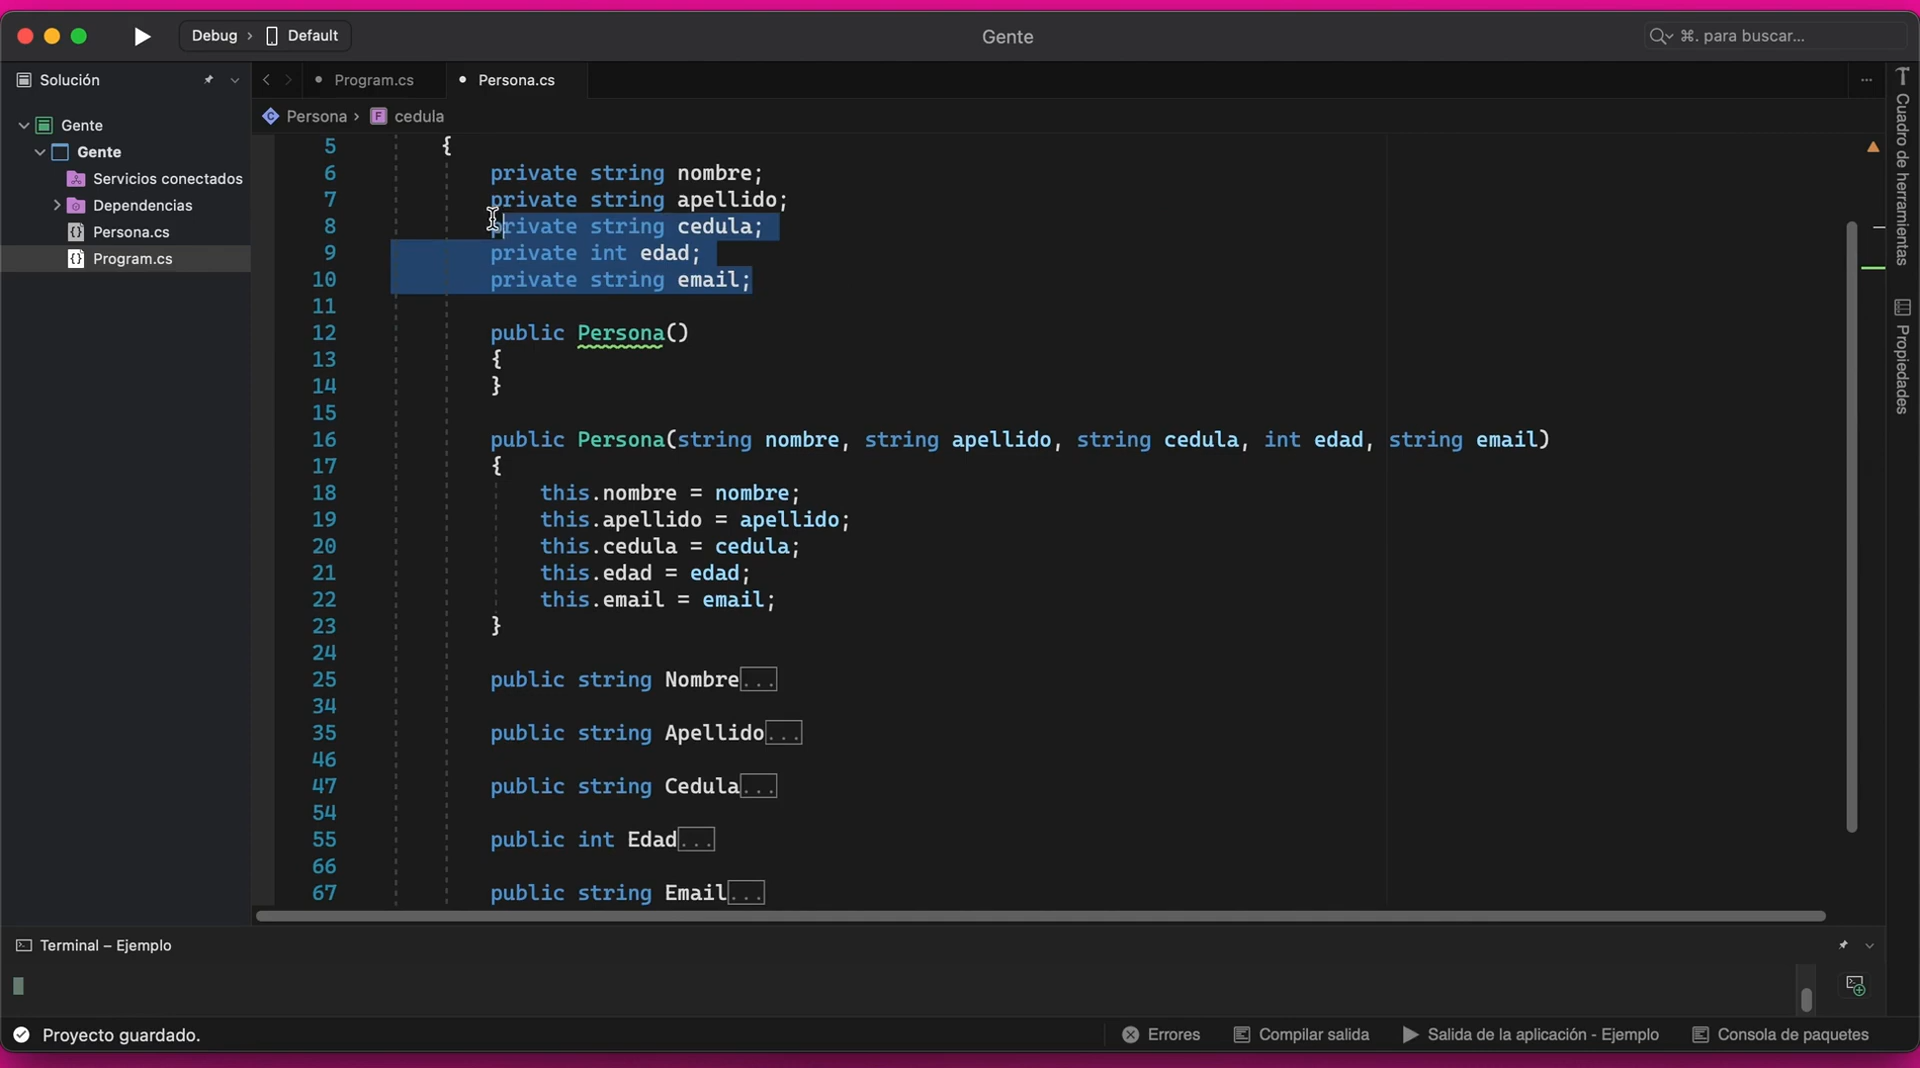 Debug › Default
Gente
⌘. para buscar...
Solución
Program.cs
Persona.cs
Persona › cedula
Gente
Gente
Servicios conectados
Dependencias
Persona.cs
Program.cs
5 {
6 private string nombre;
7 private string apellido;
8 private string cedula;
9 private int edad;
10 private string email;
11
12 public Persona()
13 {
14 }
15
16 public Persona(string nombre, string apellido, string cedula, int edad, string email)
17 {
18 this.nombre = nombre;
19 this.apellido = apellido;
20 this.cedula = cedula;
21 this.edad = edad;
22 this.email = email;
23 }
24
25 public string Nombre...
34
35 public string Apellido...
46
47 public string Cedula...
54
55 public int Edad...
66
67 public string Email...
Cuadro de herramientas
Propiedades
Terminal – Ejemplo
Proyecto guardado.
Errores
Compilar salida
Salida de la aplicación - Ejemplo
Consola de paquetes